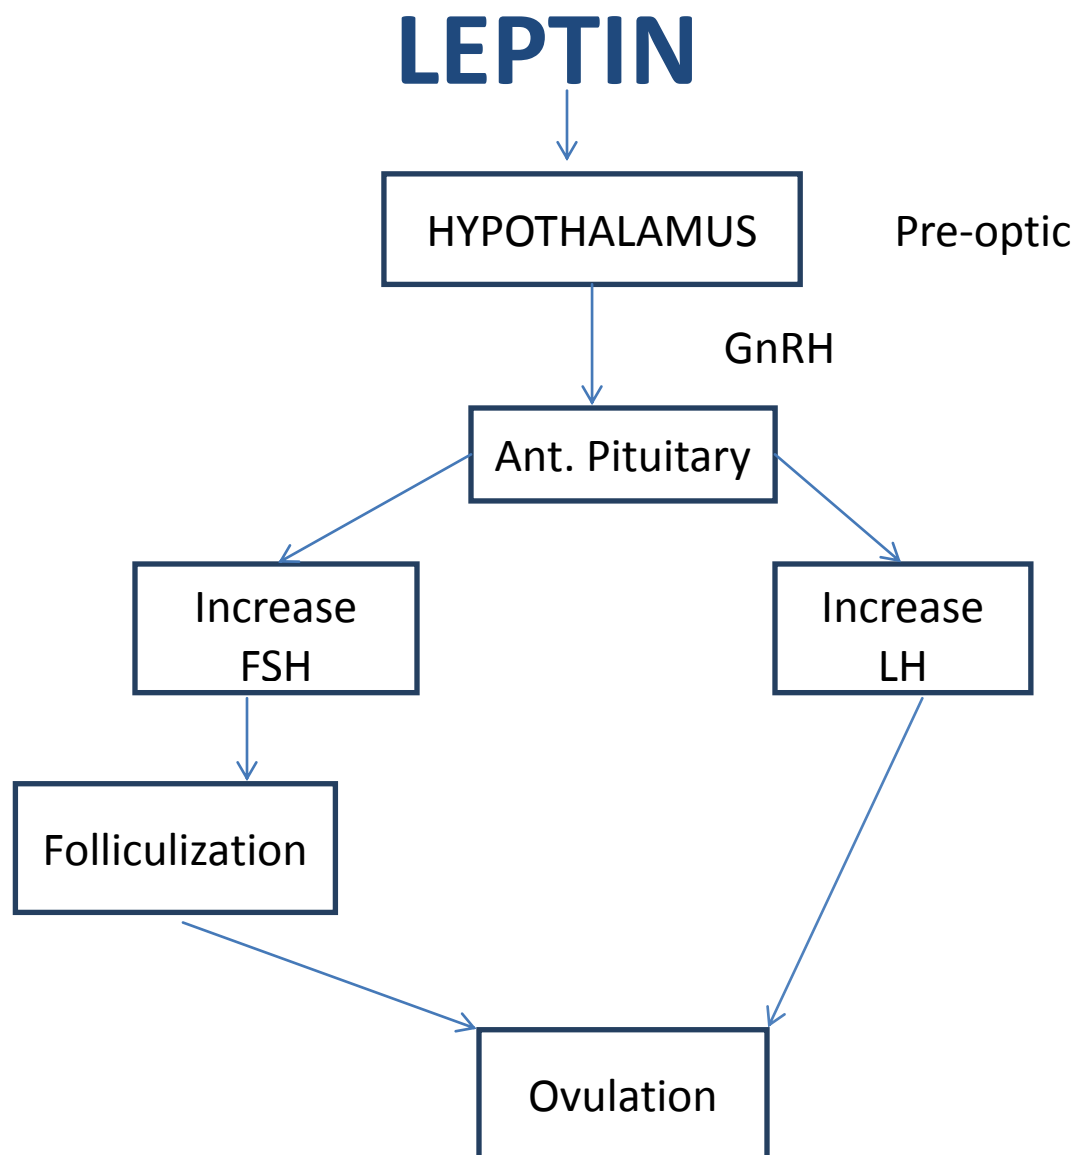 LEPTIN
HYPOTHALAMUS
Pre-optic
GnRH
Ant. Pituitary
Increase
FSH
Increase
LH
Folliculization
Ovulation